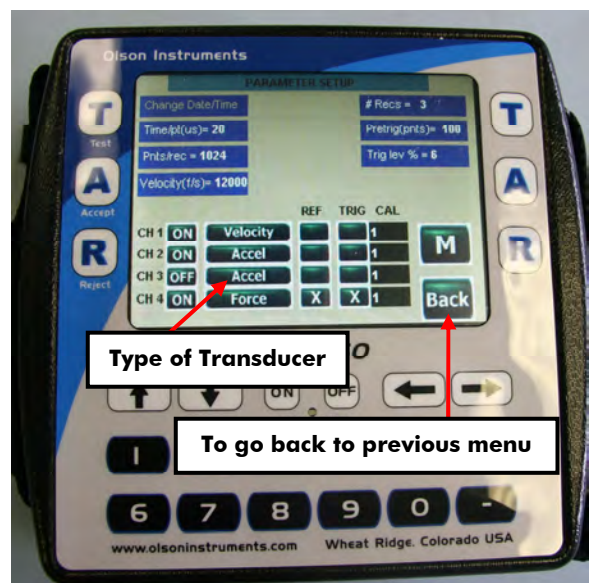 Olson Instruments
PARAMETER SETUP
Change Date/Time
# Recs = 3
Time/pt(us)= 20
Pretrig(pnts)= 100
Pnts/rec = 1024
Trig lev % = 6
Velocity(f/s)= 12000
T
Test
A
Accept
R
Reject
T
A
R
REF TRIG CAL
CH 1 ON Velocity 1
CH 2 ON Accel 1
CH 3 OFF Accel 1
CH 4 ON Force X X 1
M
Back
Type of Transducer
O
ON
OFF
To go back to previous menu
1
6 7 8 9 0 -
www.olsoninstruments.com Wheat Ridge. Colorado USA